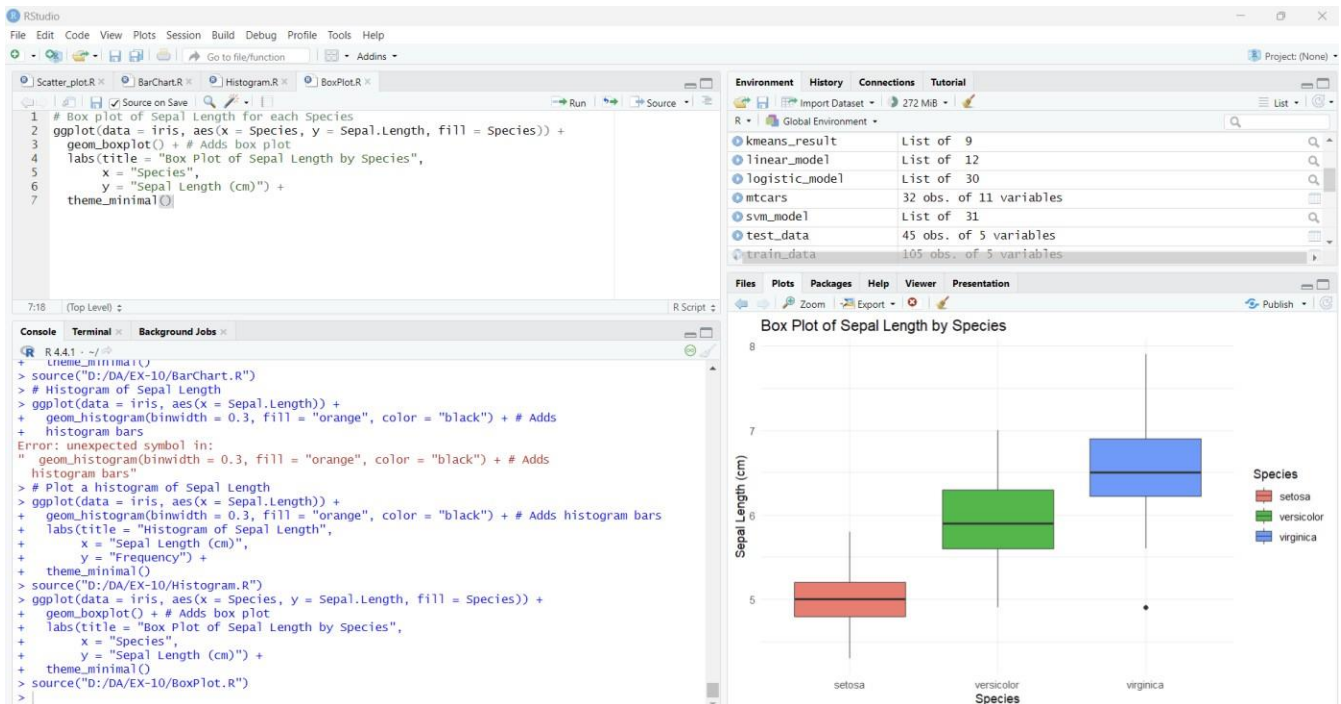 RStudio
File Edit Code View Plots Session Build Debug Profile Tools Help
Go to file/function Addins Project: (None)
Scatter_plot.R BarChart.R Histogram.R BoxPlot.R
Source on Save Run Source
1 # Box plot of Sepal Length for each Species
2 ggplot(data = iris, aes(x = Species, y = Sepal.Length, fill = Species)) +
3 geom_boxplot() + # Adds box plot
4 labs(title = "Box Plot of Sepal Length by Species",
5 x = "Species",
6 y = "Sepal Length (cm)") +
7 theme_minimal()
7:18 (Top Level) R Script
Console Terminal Background Jobs
R 4.4.1 · ~/
+ theme_minimal()
> source("D:/DA/EX-10/BarChart.R")
> # Histogram of Sepal Length
> ggplot(data = iris, aes(x = Sepal.Length)) +
+ geom_histogram(binwidth = 0.3, fill = "orange", color = "black") + # Adds
+ histogram bars
Error: unexpected symbol in:
" geom_histogram(binwidth = 0.3, fill = "orange", color = "black") + # Adds
histogram bars"
> # Plot a histogram of Sepal Length
> ggplot(data = iris, aes(x = Sepal.Length)) +
+ geom_histogram(binwidth = 0.3, fill = "orange", color = "black") + # Adds histogram bars
+ labs(title = "Histogram of Sepal Length",
+ x = "Sepal Length (cm)",
+ y = "Frequency") +
+ theme_minimal()
> source("D:/DA/EX-10/Histogram.R")
> ggplot(data = iris, aes(x = Species, y = Sepal.Length, fill = Species)) +
+ geom_boxplot() + # Adds box plot
+ labs(title = "Box Plot of Sepal Length by Species",
+ x = "Species",
+ y = "Sepal Length (cm)") +
+ theme_minimal()
> source("D:/DA/EX-10/BoxPlot.R")
>
Environment History Connections Tutorial
Import Dataset 272 MiB List
R Global Environment
kmeans_result List of 9
linear_model List of 12
logistic_model List of 30
mtcars 32 obs. of 11 variables
svm_model List of 31
test_data 45 obs. of 5 variables
train_data 105 obs. of 5 variables
Files Plots Packages Help Viewer Presentation
Zoom Export Publish
Box Plot of Sepal Length by Species
8
7
6
5
Sepal Length (cm)
setosa versicolor virginica
Species
Species
setosa
versicolor
virginica